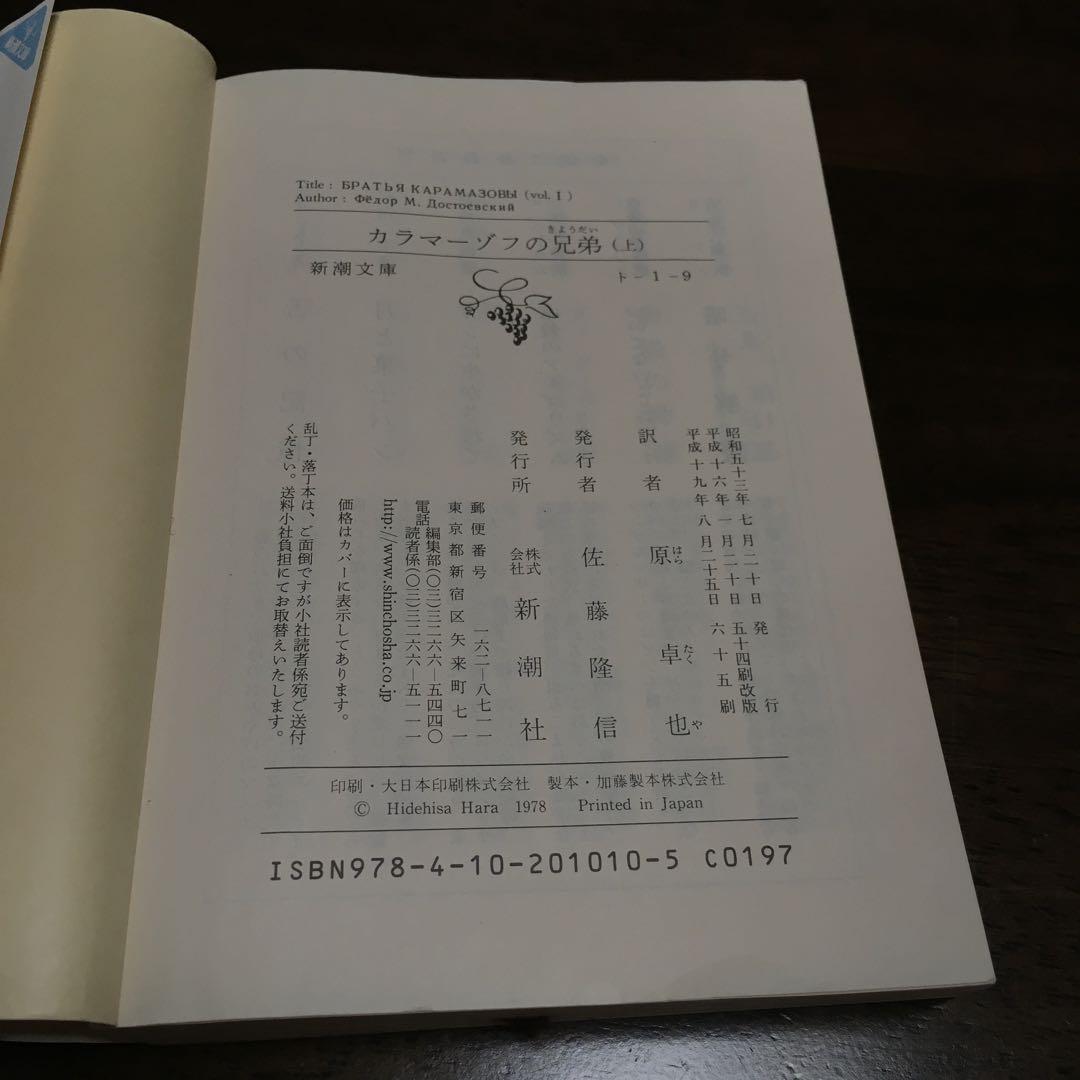 Title : БРАТЬЯ КАРАМАЗОВЫ (vol. I )
Author : Фёдор М. Достоевский
きようだい
カラマーゾフの兄弟(上)
新潮文庫
ト-1-9
昭和五十三年 七月二十日 発行
平成十六年 一月二十日 五十四刷改版
平成十九年 八月二十五日 六十五刷
訳者 原卓也
はら たく や
発行者 佐藤隆信
発行所 株式会社 新潮社
郵便番号 一六二―八七一一
東京都新宿区矢来町七一
電話 編集部(〇三)三二六六―五四四〇
読者係(〇三)三二六六―五一一一
http://www.shinchosha.co.jp
価格はカバーに表示してあります。
乱丁・落丁本は、ご面倒ですが小社読者係宛ご送付
ください。送料小社負担にてお取替えいたします。
印刷・大日本印刷株式会社 製本・加藤製本株式会社
© Hidehisa Hara 1978 Printed in Japan
ISBN978-4-10-201010-5 C0197